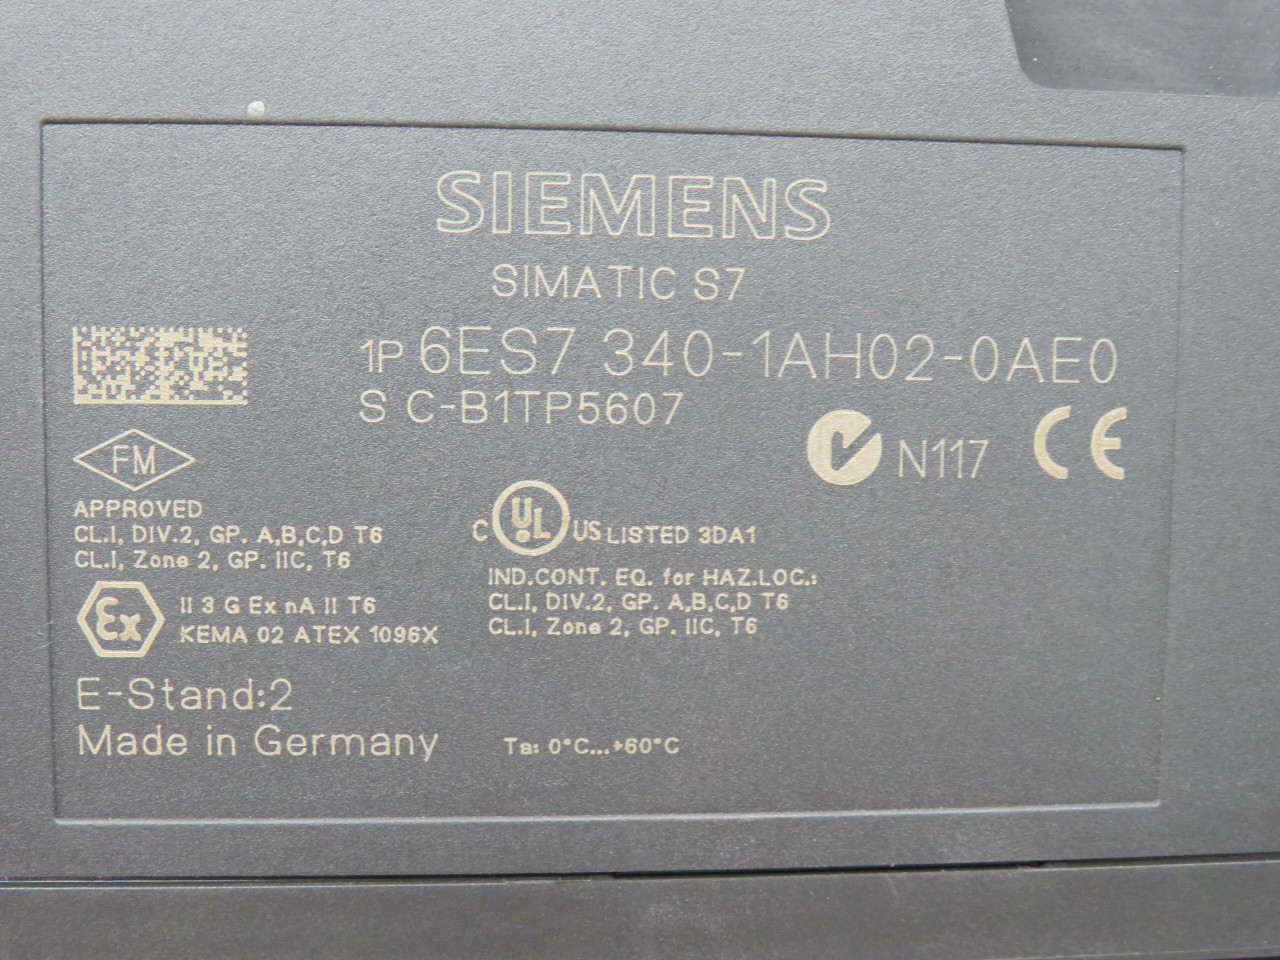 SIEMENS
SIMATIC S7
1P 6ES7 340-1AH02-0AE0
S C-B1TP5607
N117 CE
FM
APPROVED
CL.I, DIV.2, GP. A,B,C,D T6
CL.I, Zone 2, GP. IIC, T6
C UL US LISTED 3DA1
IND.CONT. EQ. for HAZ.LOC.:
CL.I, DIV.2, GP. A,B,C,D T6
CL.I, Zone 2, GP. IIC, T6
Ex II 3 G Ex nA II T6
KEMA 02 ATEX 1096X
E-Stand:2
Made in Germany
Ta: 0°C...+60°C